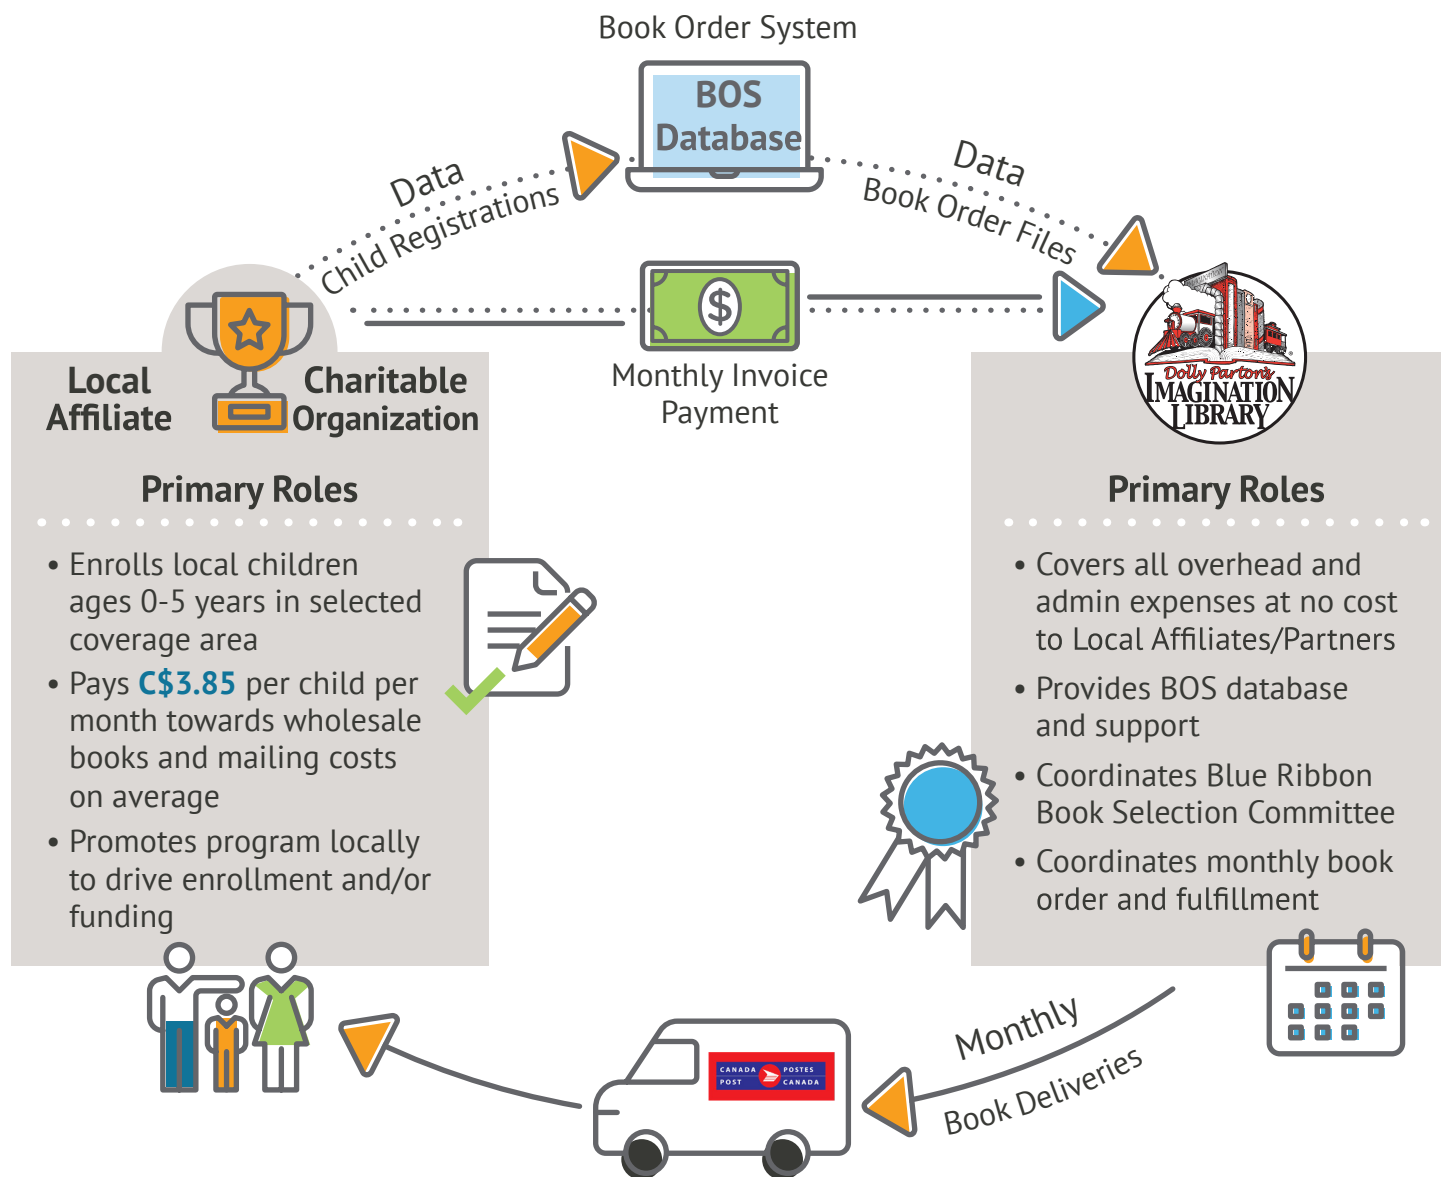 Book Order System
BOS
Database
Data
Child Registrations
Data
Book Order Files
$
Monthly Invoice
Payment
Local
Affiliate
Charitable
Organization
Primary Roles
• Enrolls local children
ages 0-5 years in selected
coverage area
• Pays C$3.85 per child per
month towards wholesale
books and mailing costs
on average
• Promotes program locally
to drive enrollment and/or
funding
Dolly Parton's
IMAGINATION
LIBRARY
®
Primary Roles
• Covers all overhead and
admin expenses at no cost
to Local Affiliates/Partners
• Provides BOS database
and support
• Coordinates Blue Ribbon
Book Selection Committee
• Coordinates monthly book
order and fulfillment
Monthly
Book Deliveries
CANADA POSTES
POST CANADA